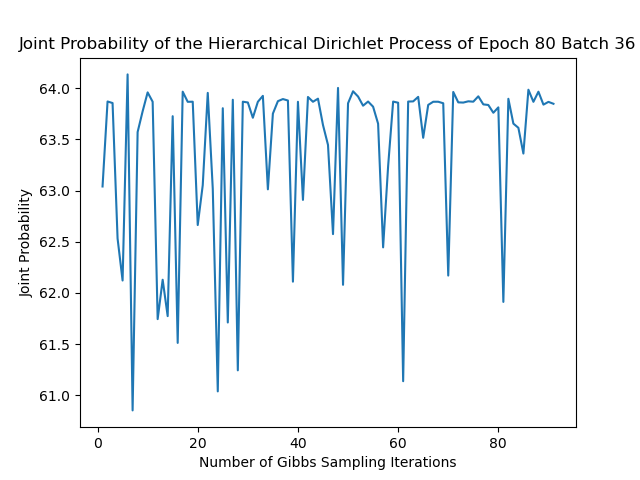 Joint Probability of the Hierarchical Dirichlet Process of Epoch 80 Batch 36
64.0
63.5
63.0
62.5
62.0
61.5
61.0
Joint Probability
0 20 40 60 80
Number of Gibbs Sampling Iterations